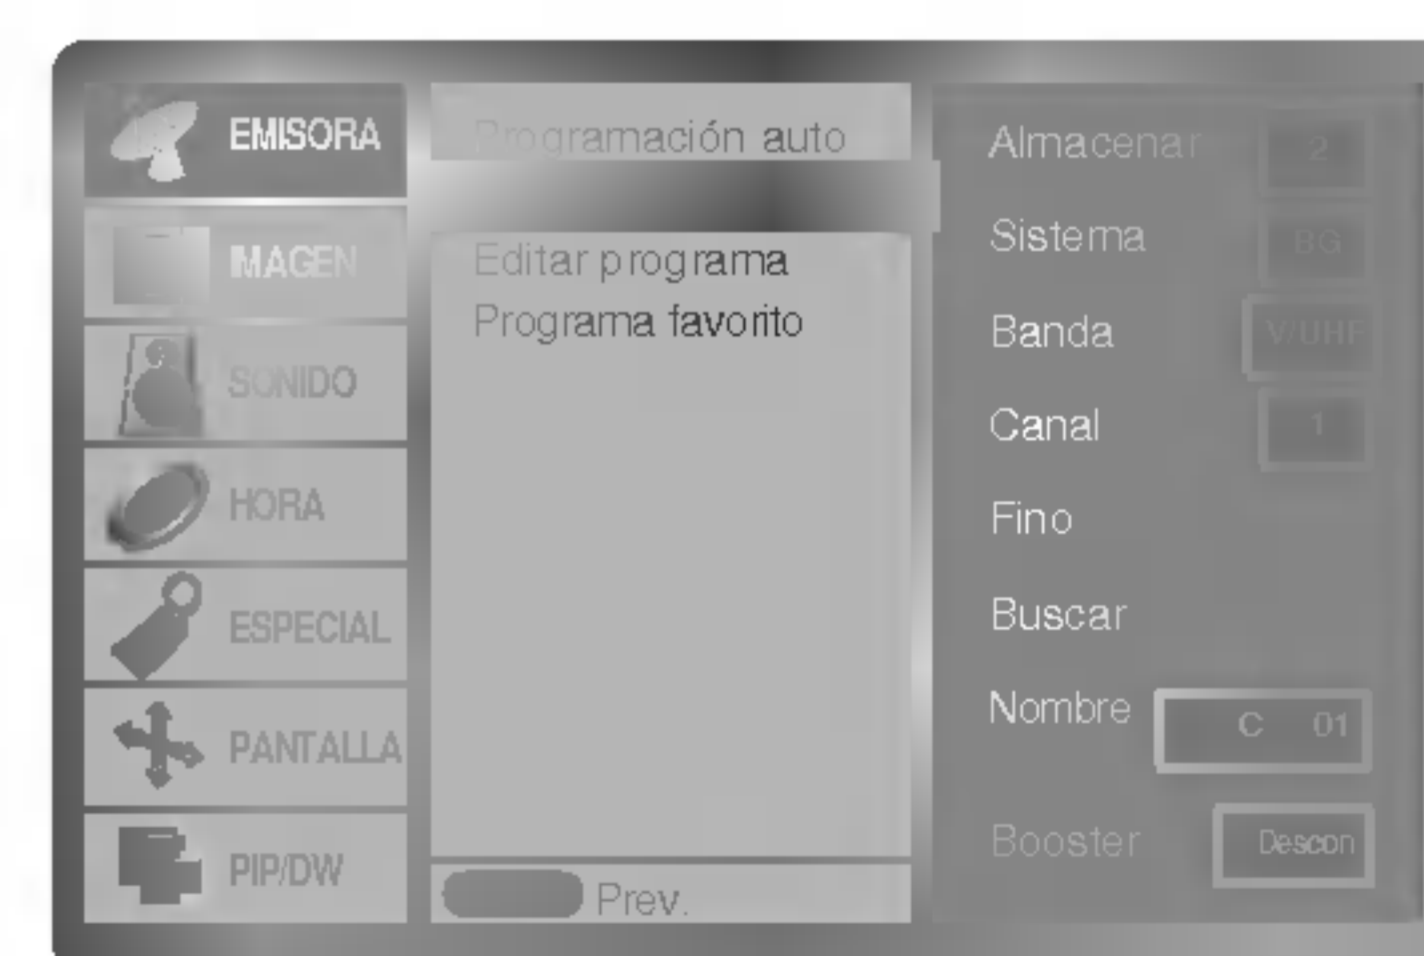 EMISORA
IMAGEN
SONIDO
HORA
ESPECIAL
PANTALLA
PIP/DW
Programación auto
Editar programa
Programa favorito
Prev.
Almacenar 2
Sistema BG
Banda V/UHF
Canal 1
Fino
Buscar
Nombre C 01
Booster Descon